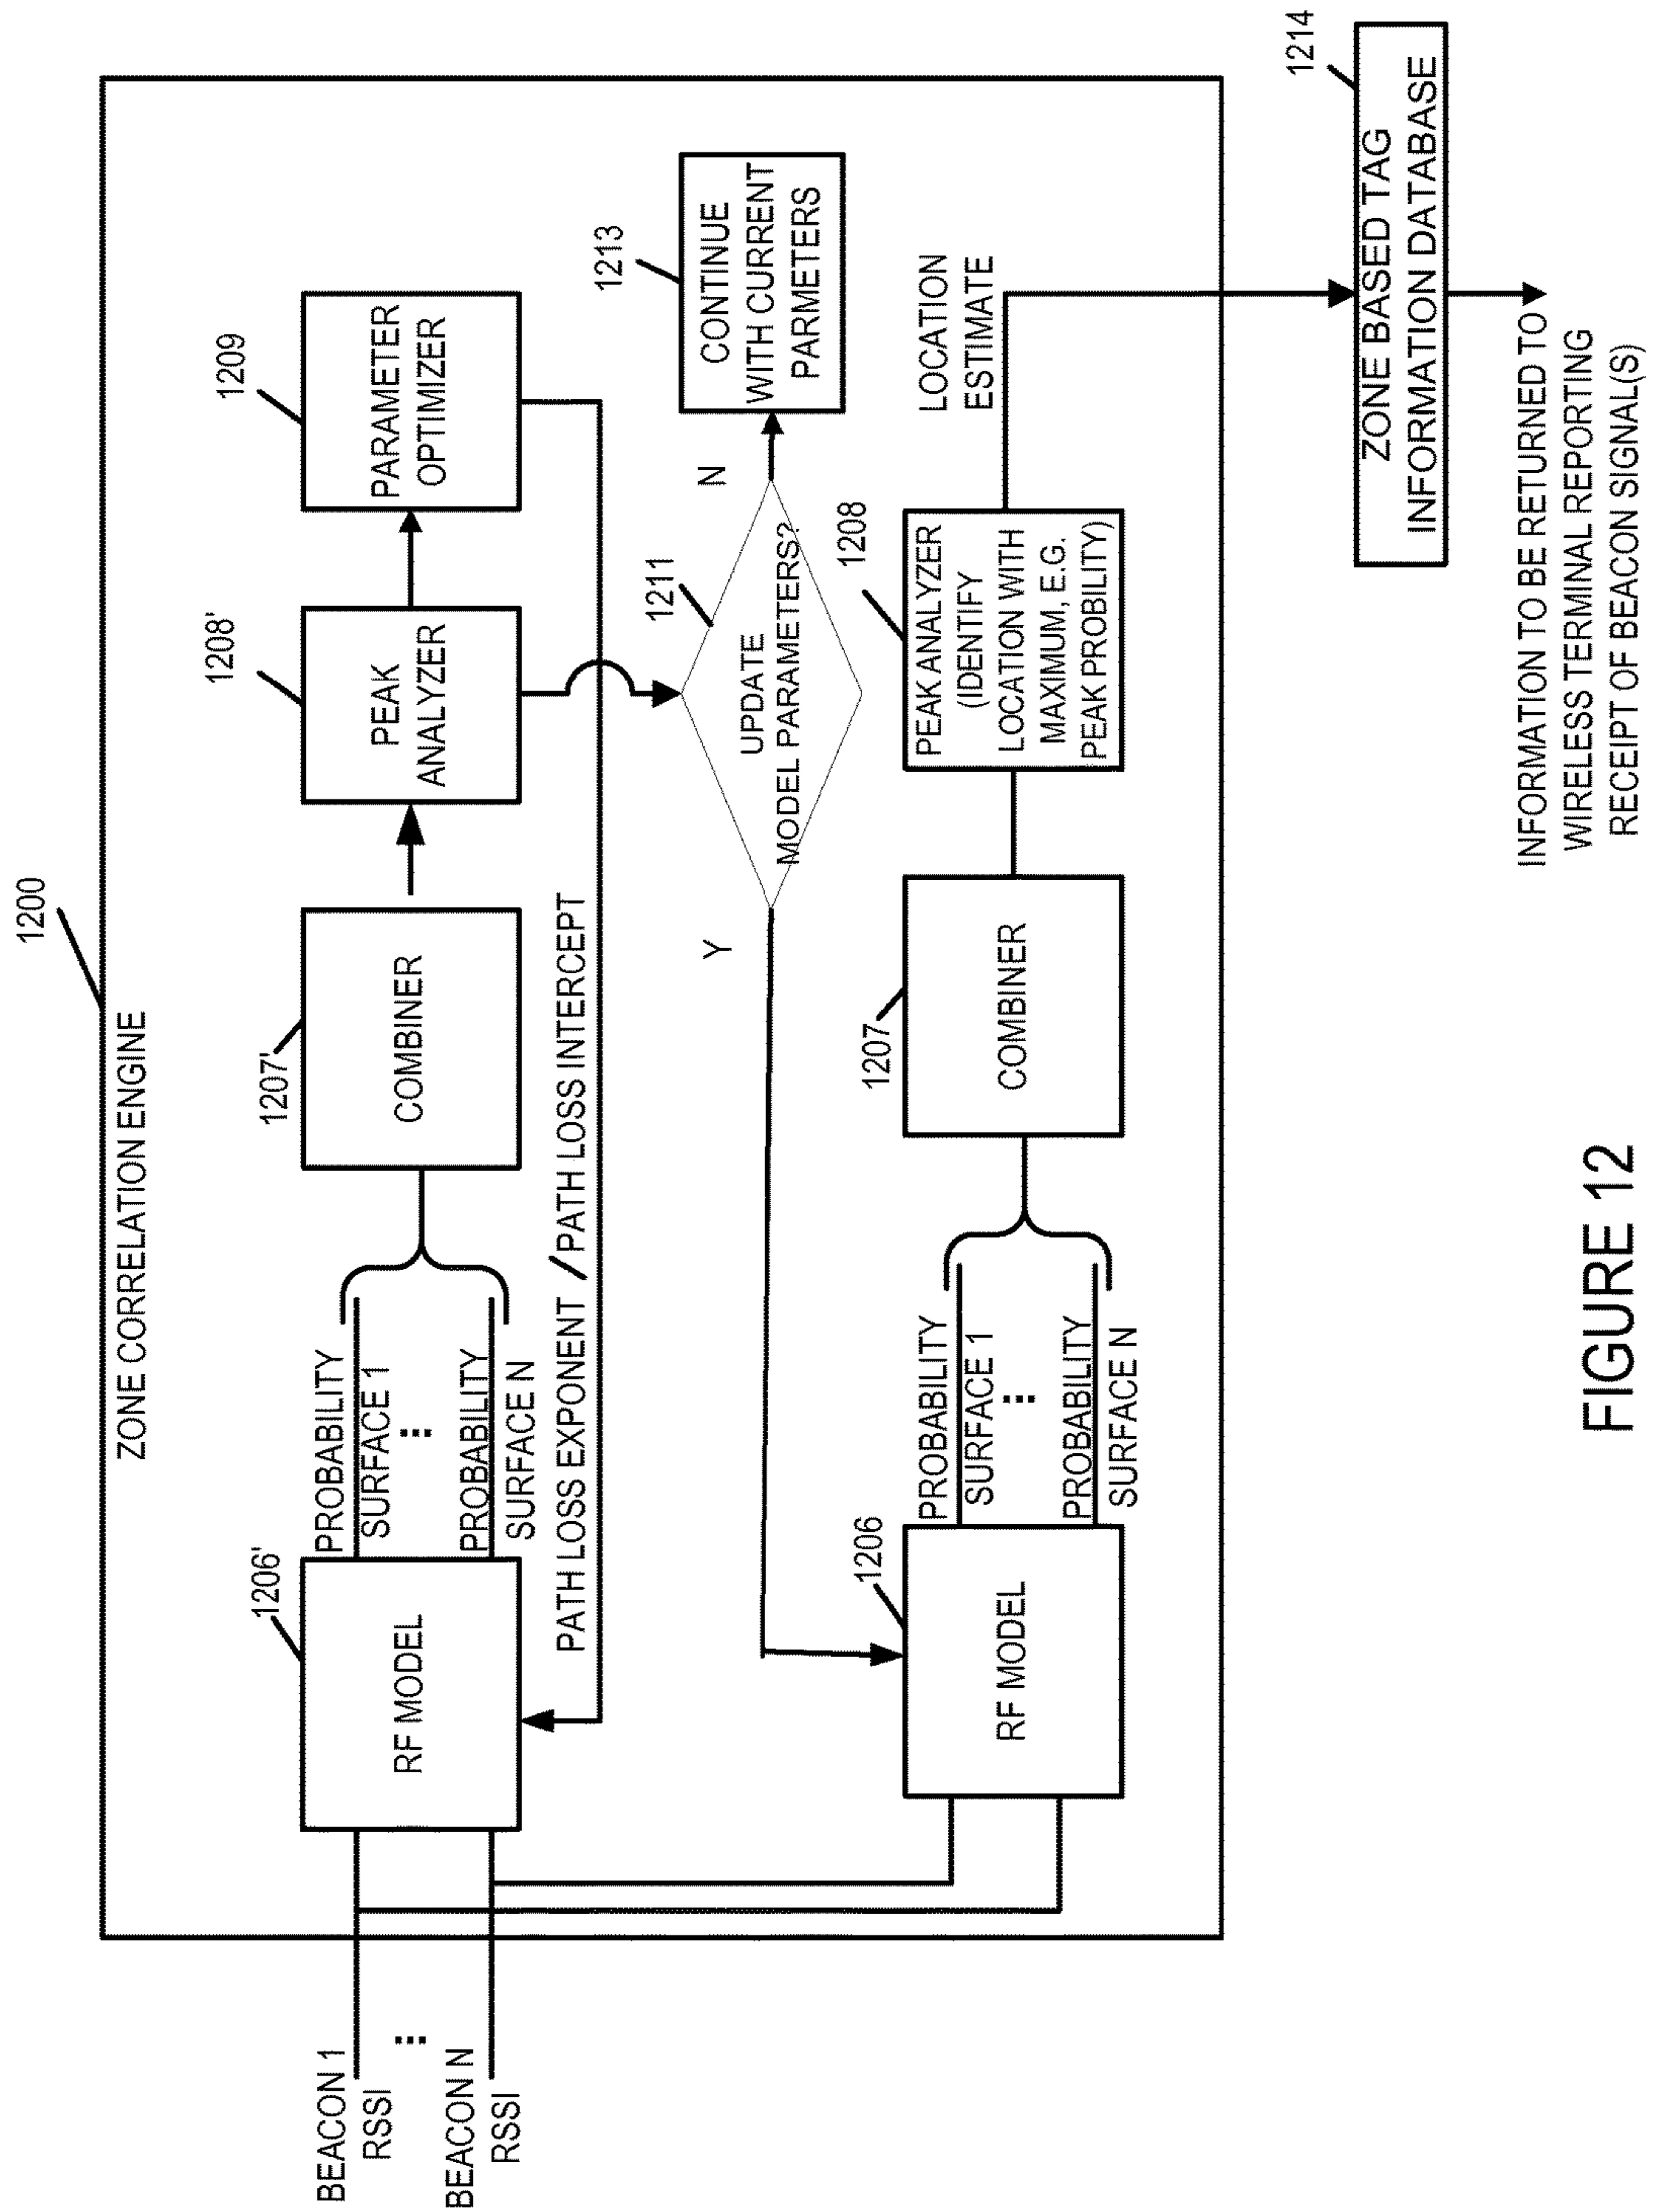 1200
ZONE CORRELATION ENGINE
BEACON 1
RSSI
...
BEACON N
RSSI
1206'
RF MODEL
PROBABILITY
SURFACE 1
...
PROBABILITY
SURFACE N
1207'
COMBINER
1208'
PEAK
ANALYZER
1209
PARAMETER
OPTIMIZER
PATH LOSS EXPONENT / PATH LOSS INTERCEPT
Y
1211
UPDATE
MODEL PARAMETERS?
N
1213
CONTINUE
WITH CURRENT
PARMETERS
1206
RF MODEL
PROBABILITY
SURFACE 1
...
PROBABILITY
SURFACE N
1207
COMBINER
1208
PEAK ANALYZER
(IDENTIFY
LOCATION WITH
MAXIMUM, E.G.
PEAK PROBABILITY)
LOCATION
ESTIMATE
1214
ZONE BASED TAG
INFORMATION DATABASE
INFORMATION TO BE RETURNED TO
WIRELESS TERMINAL REPORTING
RECEIPT OF BEACON SIGNAL(S)
FIGURE 12